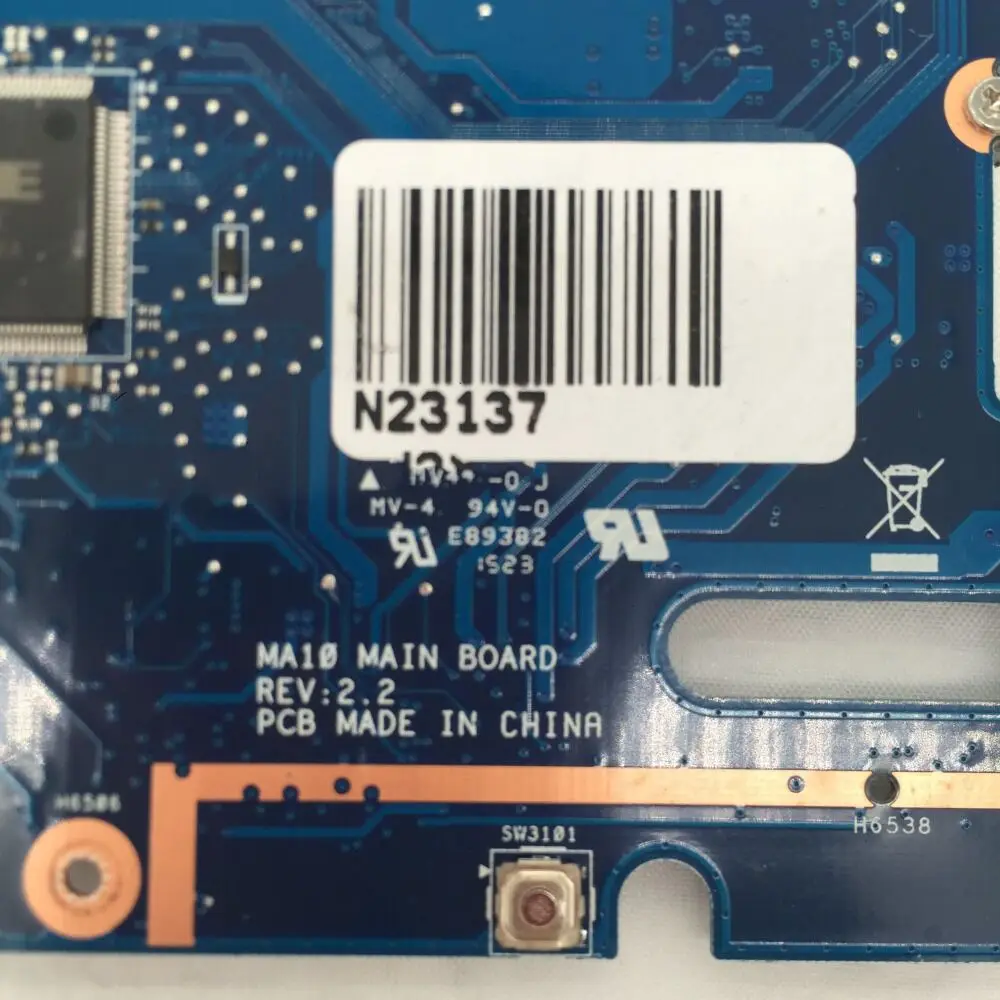 E
N23137
MV-4 94V-0
E89382
1523
MA10 MAIN BOARD
REV:2.2
PCB MADE IN CHINA
H6506
H6538
SW3101